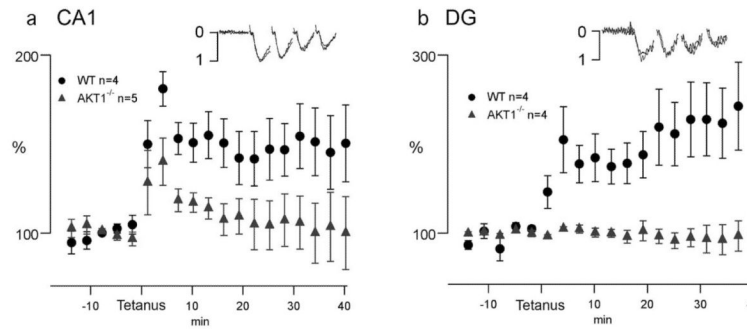 a CA1
0
1
200
WT n=4
AKT1-/- n=5
%
100
-10 Tetanus 10 20 30 40
min
b DG
0
1
300
WT n=4
AKT1-/- n=4
%
100
-10 Tetanus 10 20 30
min